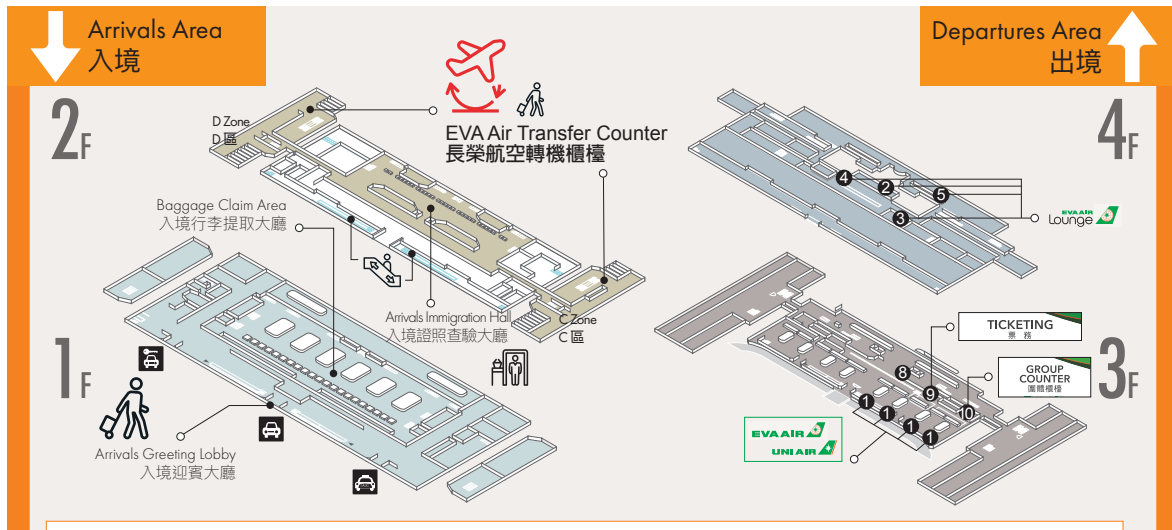 Arrivals Area
入境
Departures Area
出境
2F
D Zone
D 區
EVA Air Transfer Counter
長榮航空轉機櫃檯
Baggage Claim Area
入境行李提取大廳
Arrivals Immigration Hall
入境證照查驗大廳
C Zone
C 區
1F
Arrivals Greeting Lobby
入境迎賓大廳
4F
4
2
5
3
EVA AIR
Lounge
3F
TICKETING
票 務
GROUP
COUNTER
團體櫃檯
8
9
10
1
1
1
1
EVA AIR
UNI AIR